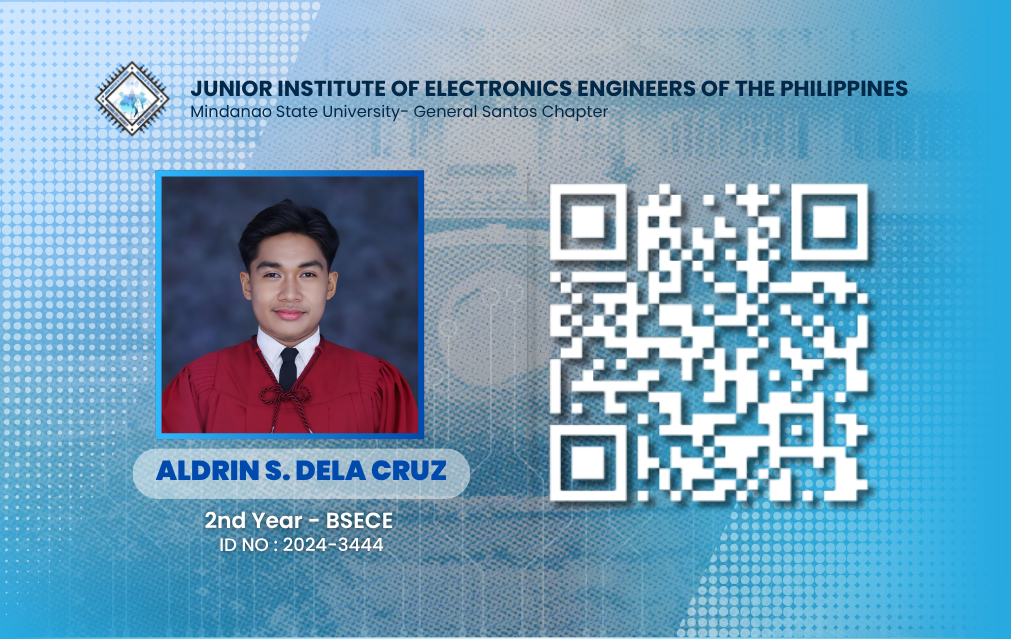 JUNIOR INSTITUTE OF ELECTRONICS ENGINEERS OF THE PHILIPPINES
Mindanao State University- General Santos Chapter
ALDRIN S. DELA CRUZ
2nd Year - BSECE
ID NO : 2024-3444